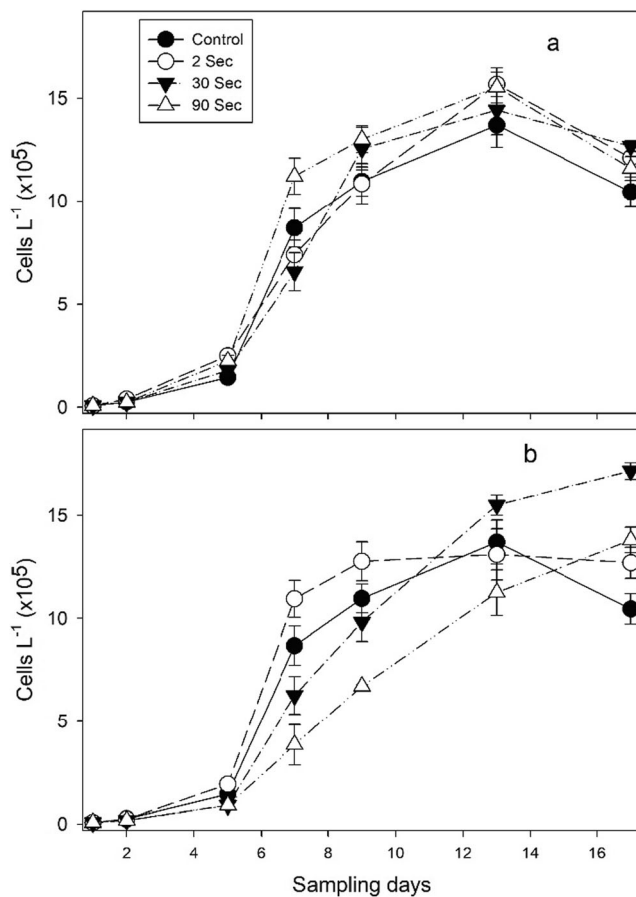 a
Control
2 Sec
30 Sec
90 Sec
15
10
5
0
Cells L⁻¹ (x10⁵)
b
15
10
5
0
Cells L⁻¹ (x10⁵)
2 4 6 8 10 12 14 16
Sampling days